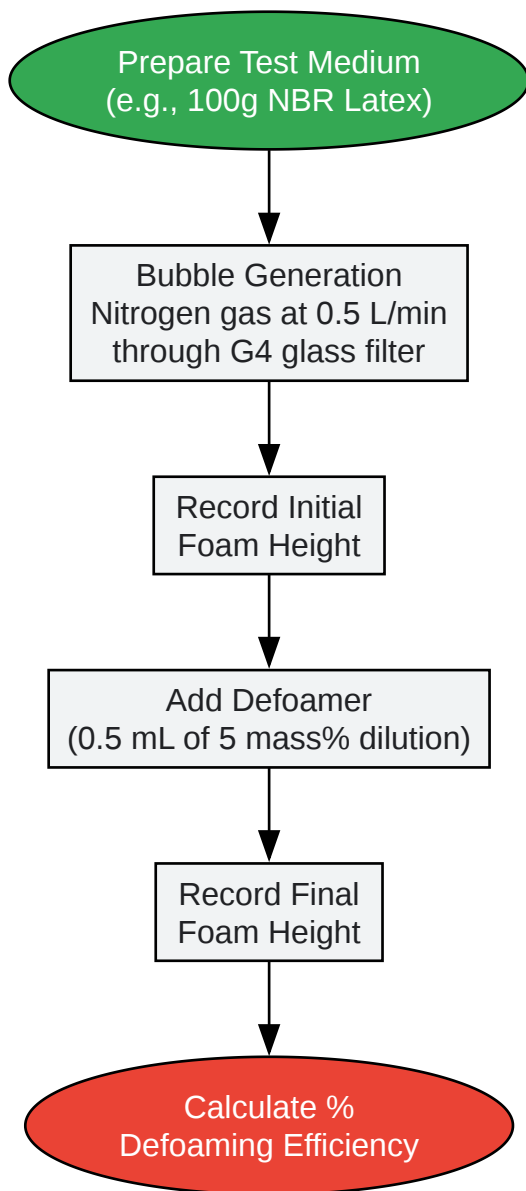 Prepare Test Medium
(e.g., 100g NBR Latex)
Bubble Generation
Nitrogen gas at 0.5 L/min
through G4 glass filter
Record Initial
Foam Height
Add Defoamer
(0.5 mL of 5 mass% dilution)
Record Final
Foam Height
Calculate %
Defoaming Efficiency